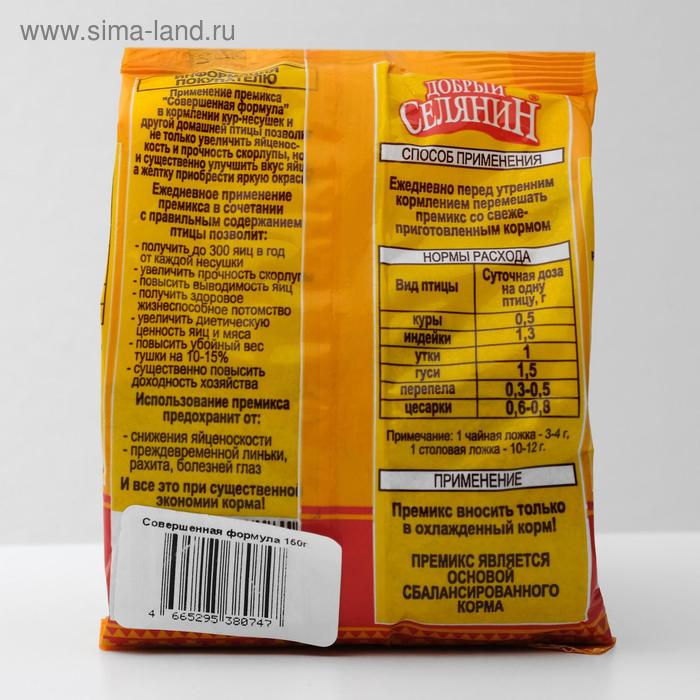 www.sima-land.ru
ПОКУПАТЕЛЮ
Применение премикса
"Совершенная формула"
в кормлении кур-несушек и
другой домашней птицы позволи
не только увеличить яйценос-
кость и прочность скорлупы, но
и существенно улучшить вкус яиц
а желтку приобрести яркую окрас
Ежедневное применение
премикса в сочетании
с правильным содержанием
птицы позволит:
- получить до 300 яиц в год
от каждой несушки
- увеличить прочность скорлуп
- повысить выводимость яиц
- получить здоровое
жизнеспособное потомство
- увеличить диетическую
ценность яиц и мяса
- повысить убойный вес
тушки на 10-15%
- существенно повысить
доходность хозяйства
Использование премикса
предохранит от:
- снижения яйценоскости
- преждевременной линьки,
рахита, болезней глаз
И все это при существенной
экономии корма!
Совершенная формула 150г
4 665295 380747
ДОБРЫЙ
СЕЛЯНИН®
СПОСОБ ПРИМЕНЕНИЯ
Ежедневно перед утренним
кормлением перемешать
премикс со свеже-
приготовленным кормом
НОРМЫ РАСХОДА
Вид птицы Суточная доза на одну птицу, г
куры 0,5
индейки 1,3
утки 1
гуси 1,5
перепела 0,3-0,5
цесарки 0,6-0,8
Примечание: 1 чайная ложка - 3-4 г,
1 столовая ложка - 10-12 г.
ПРИМЕНЕНИЕ
Премикс вносить только
в охлажденный корм!
ПРЕМИКС ЯВЛЯЕТСЯ
ОСНОВОЙ
СБАЛАНСИРОВАННОГО
КОРМА